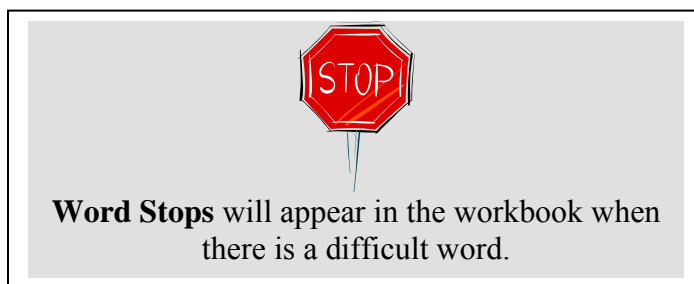 STOP
Word Stops will appear in the workbook when
there is a difficult word.